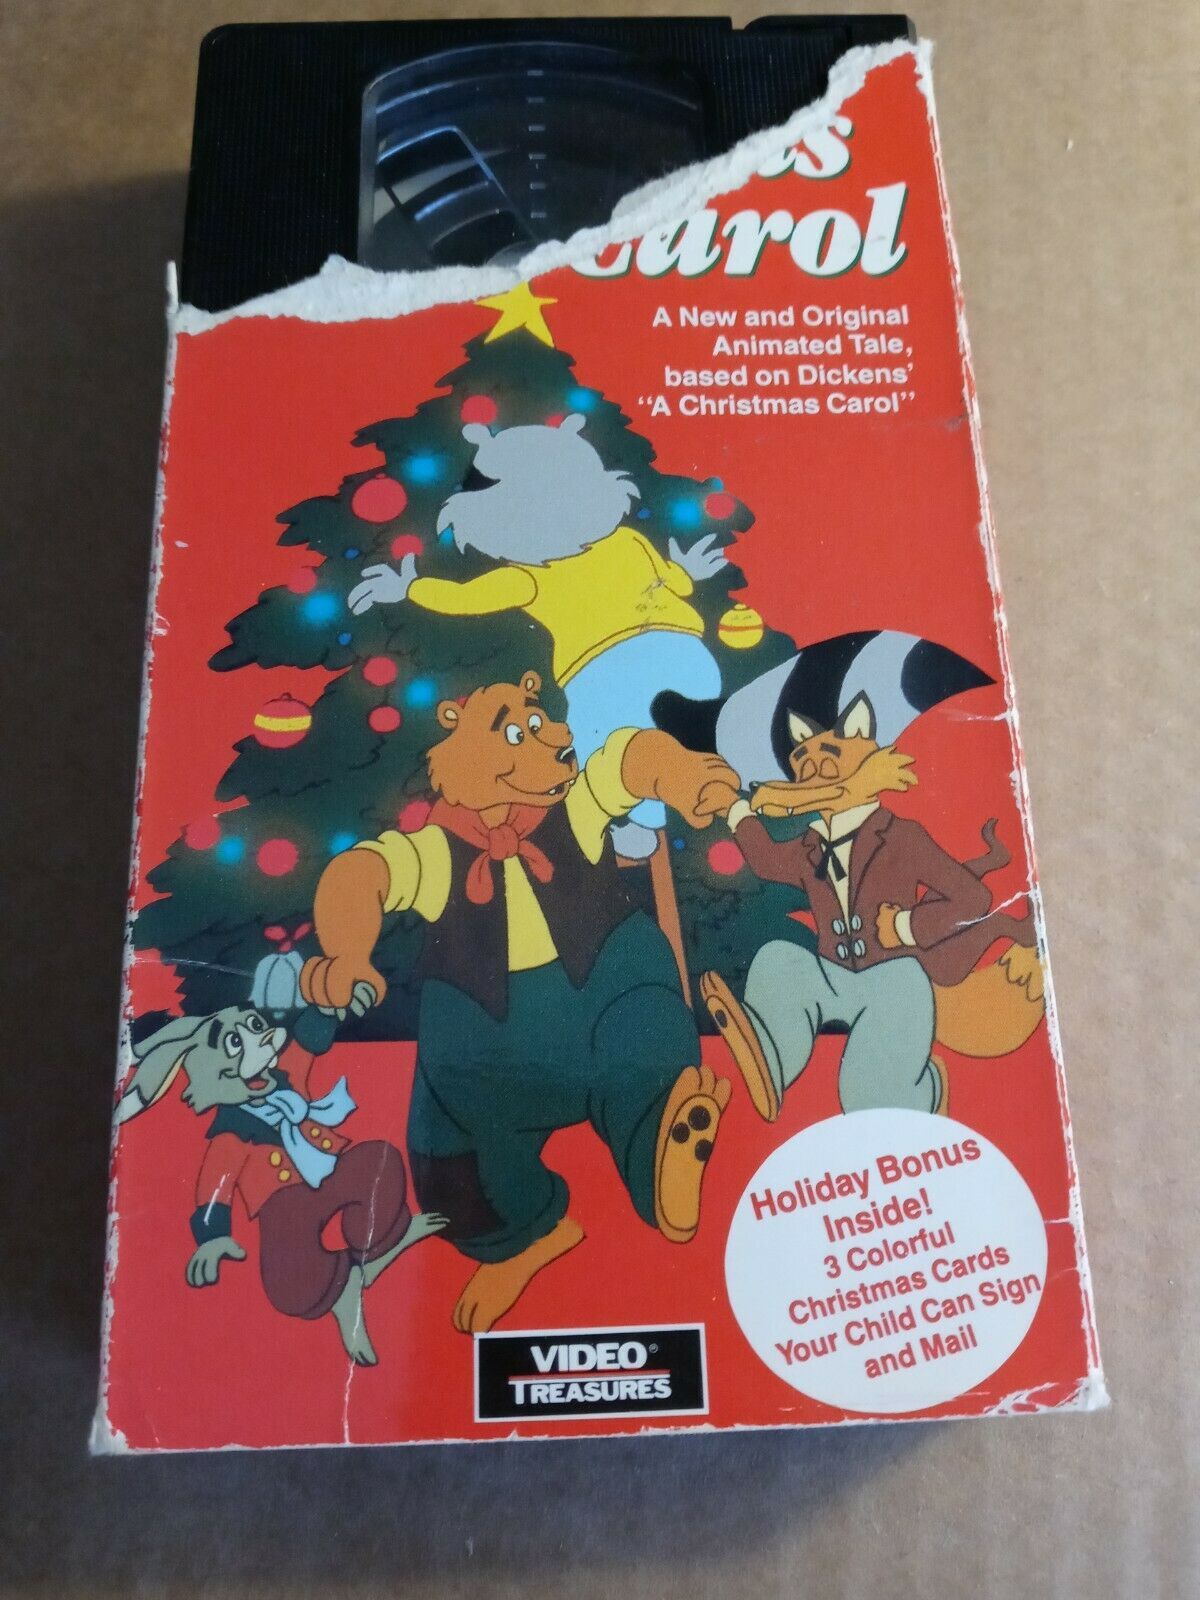 Carol
A New and Original
Animated Tale,
based on Dickens'
"A Christmas Carol"
Holiday Bonus
Inside!
3 Colorful
Christmas Cards
Your Child Can Sign
and Mail
VIDEO®
TREASURES